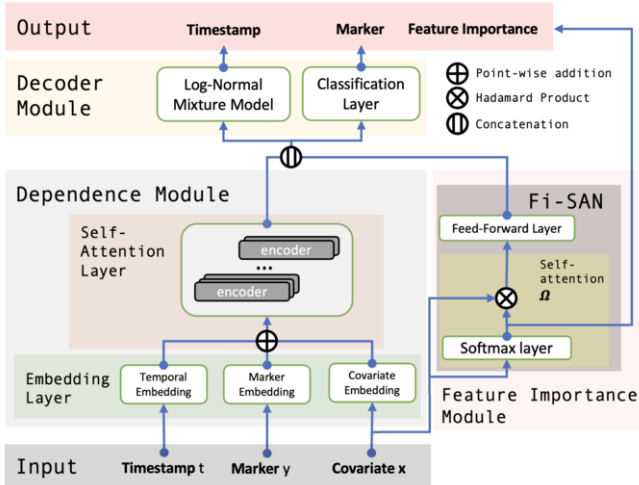 Output
Timestamp
Marker
Feature Importance
Decoder
Module
Log-Normal
Mixture Model
Classification
Layer
Point-wise addition
Hadamard Product
Concatenation
Dependence Module
Fi-SAN
Self-
Attention
Layer
encoder
...
encoder
Feed-Forward Layer
Self-
attention
Ω
Softmax layer
Embedding
Layer
Temporal
Embedding
Marker
Embedding
Covariate
Embedding
Feature Importance
Module
Input
Timestamp t
Marker y
Covariate x